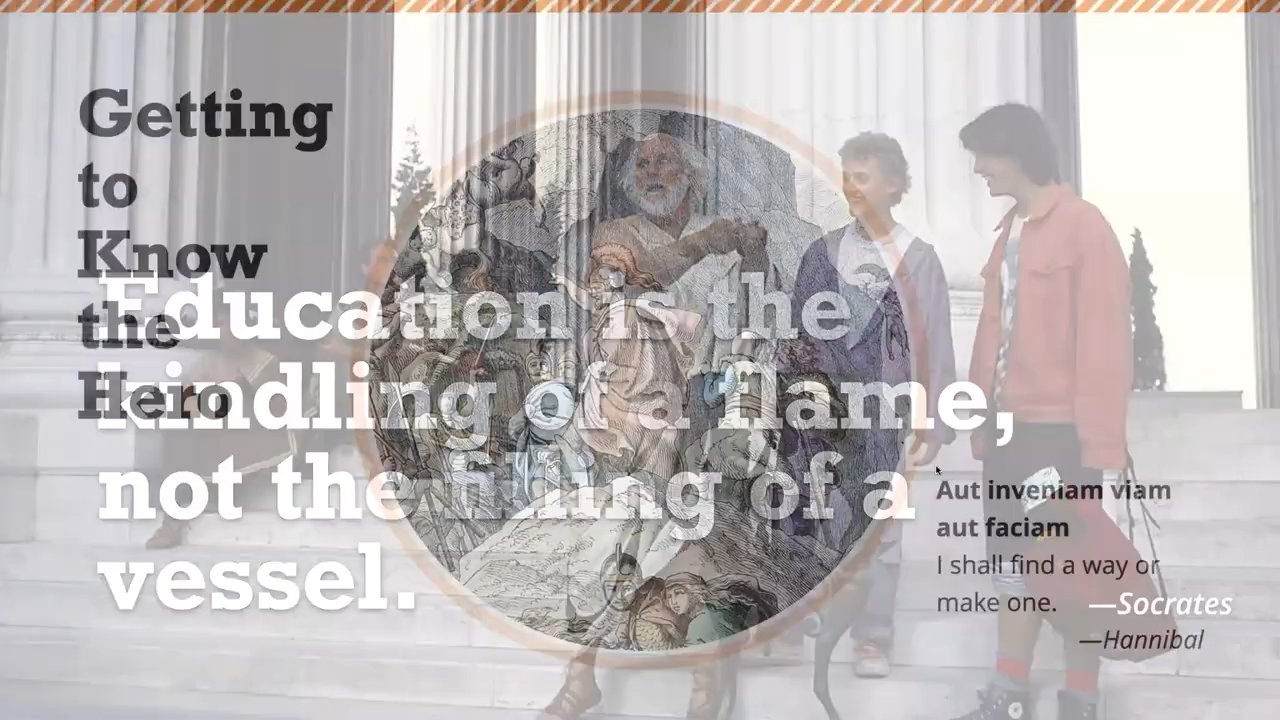 Getting
to
Know
the
Hero
Education is the
kindling of a flame,
not the filling of a
vessel.
—Socrates
Aut inveniam viam
aut faciam
I shall find a way or
make one.
—Hannibal